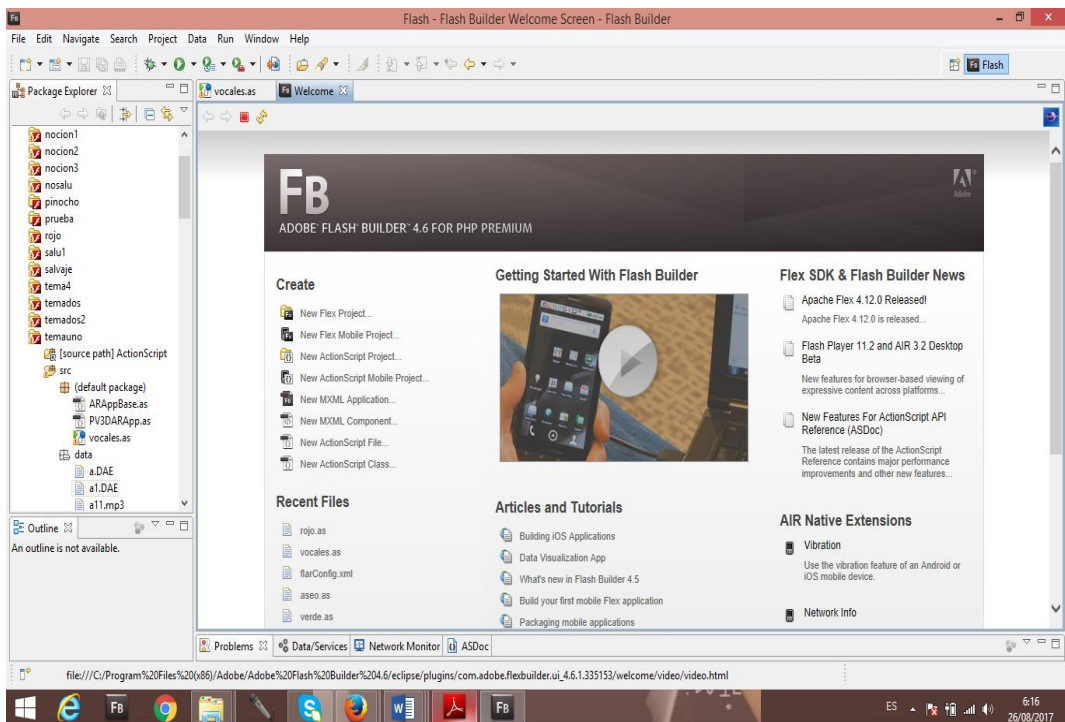 Flash - Flash Builder Welcome Screen - Flash Builder
File Edit Navigate Search Project Data Run Window Help
Flash
Package Explorer
nocion1
nocion2
nocion3
nosalu
pinocho
prueba
rojo
salu1
salvaje
tema4
temados
temados2
temauno
[source path] ActionScript
src
(default package)
ARAppBase.as
PV3DARApp.as
vocales.as
data
a.DAE
a1.DAE
a11.mp3
Outline
An outline is not available.
vocales.as Welcome
FB
ADOBE® FLASH® BUILDER™ 4.6 FOR PHP PREMIUM
Adobe
Create
New Flex Project...
New Flex Mobile Project...
New ActionScript Project...
New ActionScript Mobile Project...
New MXML Application...
New MXML Component...
New ActionScript File...
New ActionScript Class...
Recent Files
rojo.as
vocales.as
flarConfig.xml
aseo.as
verde.as
Getting Started With Flash Builder
Articles and Tutorials
Building iOS Applications
Data Visualization App
What's new in Flash Builder 4.5
Build your first mobile Flex application
Packaging mobile applications
Flex SDK & Flash Builder News
Apache Flex 4.12.0 Released!
Apache Flex 4.12.0 is released...
Flash Player 11.2 and AIR 3.2 Desktop
Beta
New features for browser-based viewing of
expressive content across platforms...
New Features For ActionScript API
Reference (ASDoc)
The latest release of the ActionScript
Reference contains major performance
improvements and other new features...
AIR Native Extensions
Vibration
Use the vibration feature of an Android or
iOS mobile device.
Network Info
Problems Data/Services Network Monitor ASDoc
file:///C:/Program%20Files%20(x86)/Adobe/Adobe%20Flash%20Builder%204.6/eclipse/plugins/com.adobe.flexbuilder.ui_4.6.1.335153/welcome/video/video.html
ES
6:16
26/08/2017